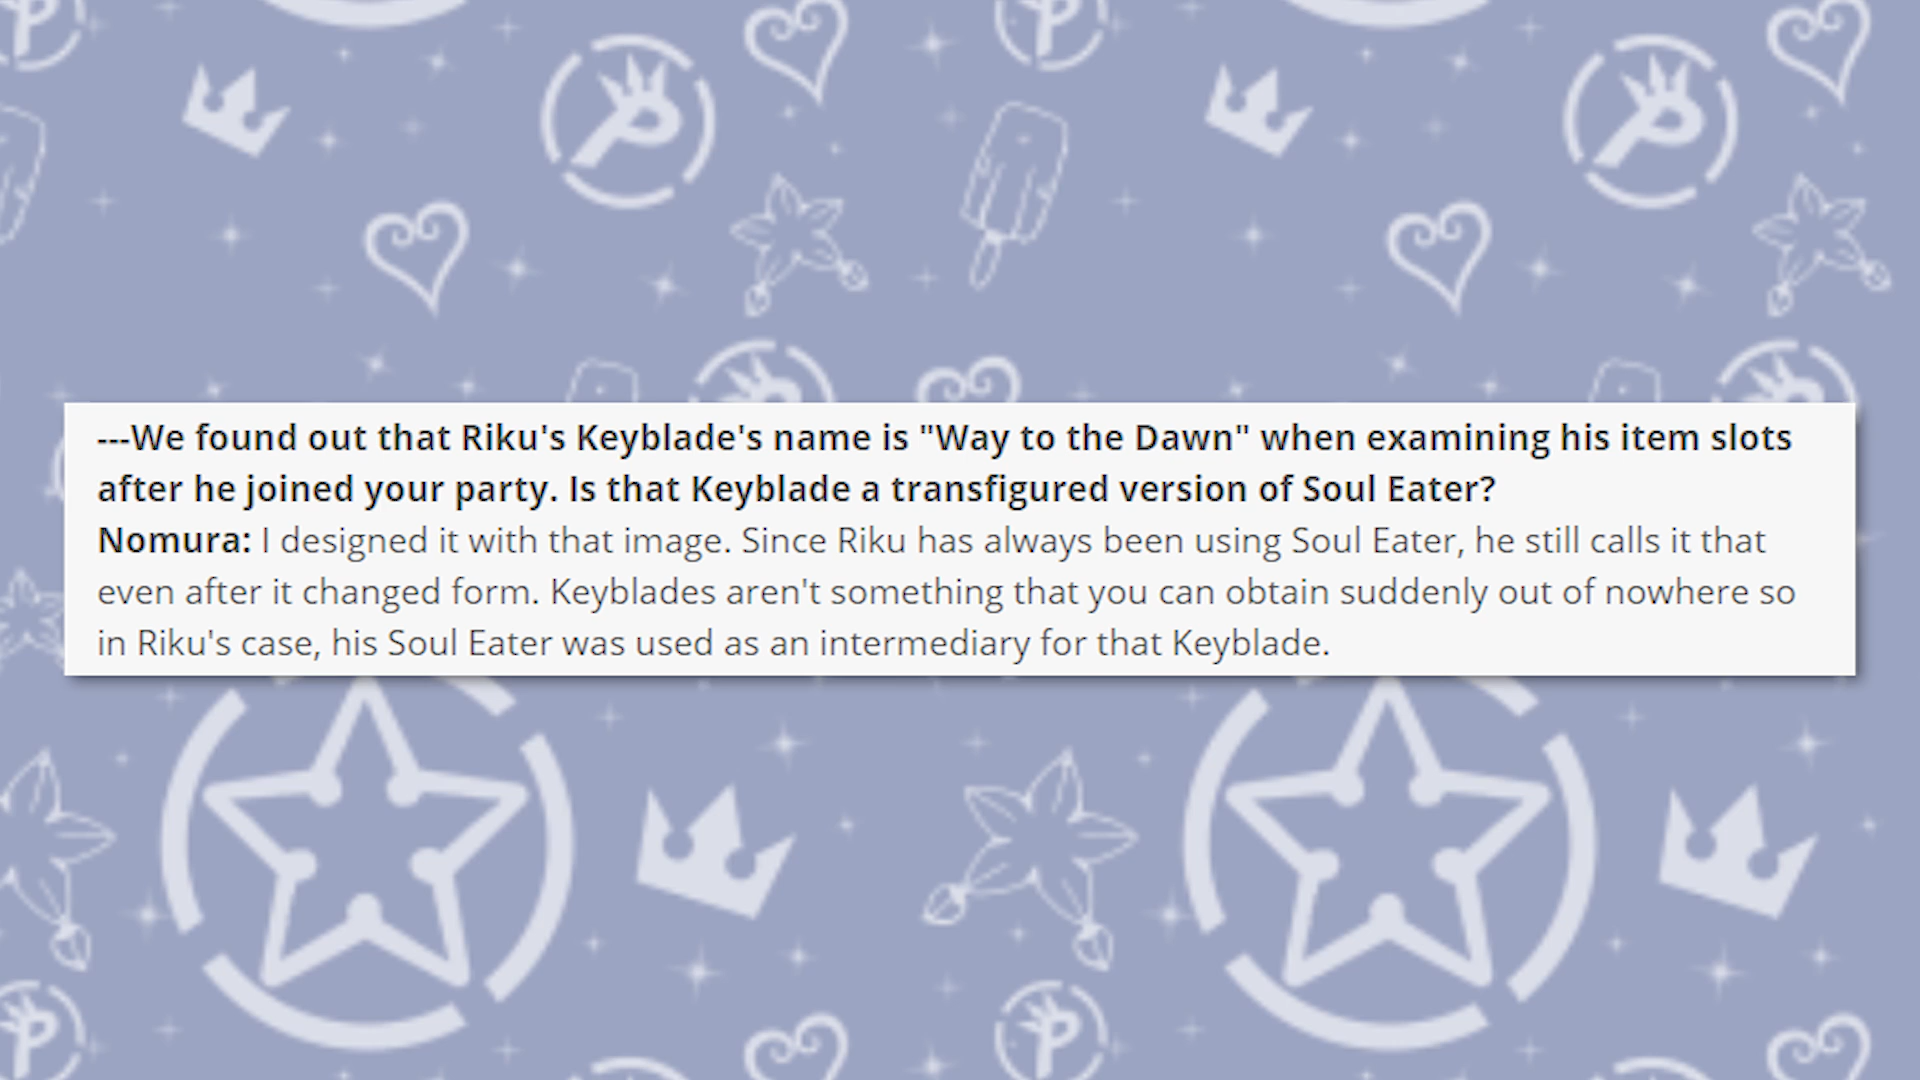 ---We found out that Riku's Keyblade's name is "Way to the Dawn" when examining his item slots
after he joined your party. Is that Keyblade a transfigured version of Soul Eater?
Nomura: I designed it with that image. Since Riku has always been using Soul Eater, he still calls it that
even after it changed form. Keyblades aren't something that you can obtain suddenly out of nowhere so
in Riku's case, his Soul Eater was used as an intermediary for that Keyblade.